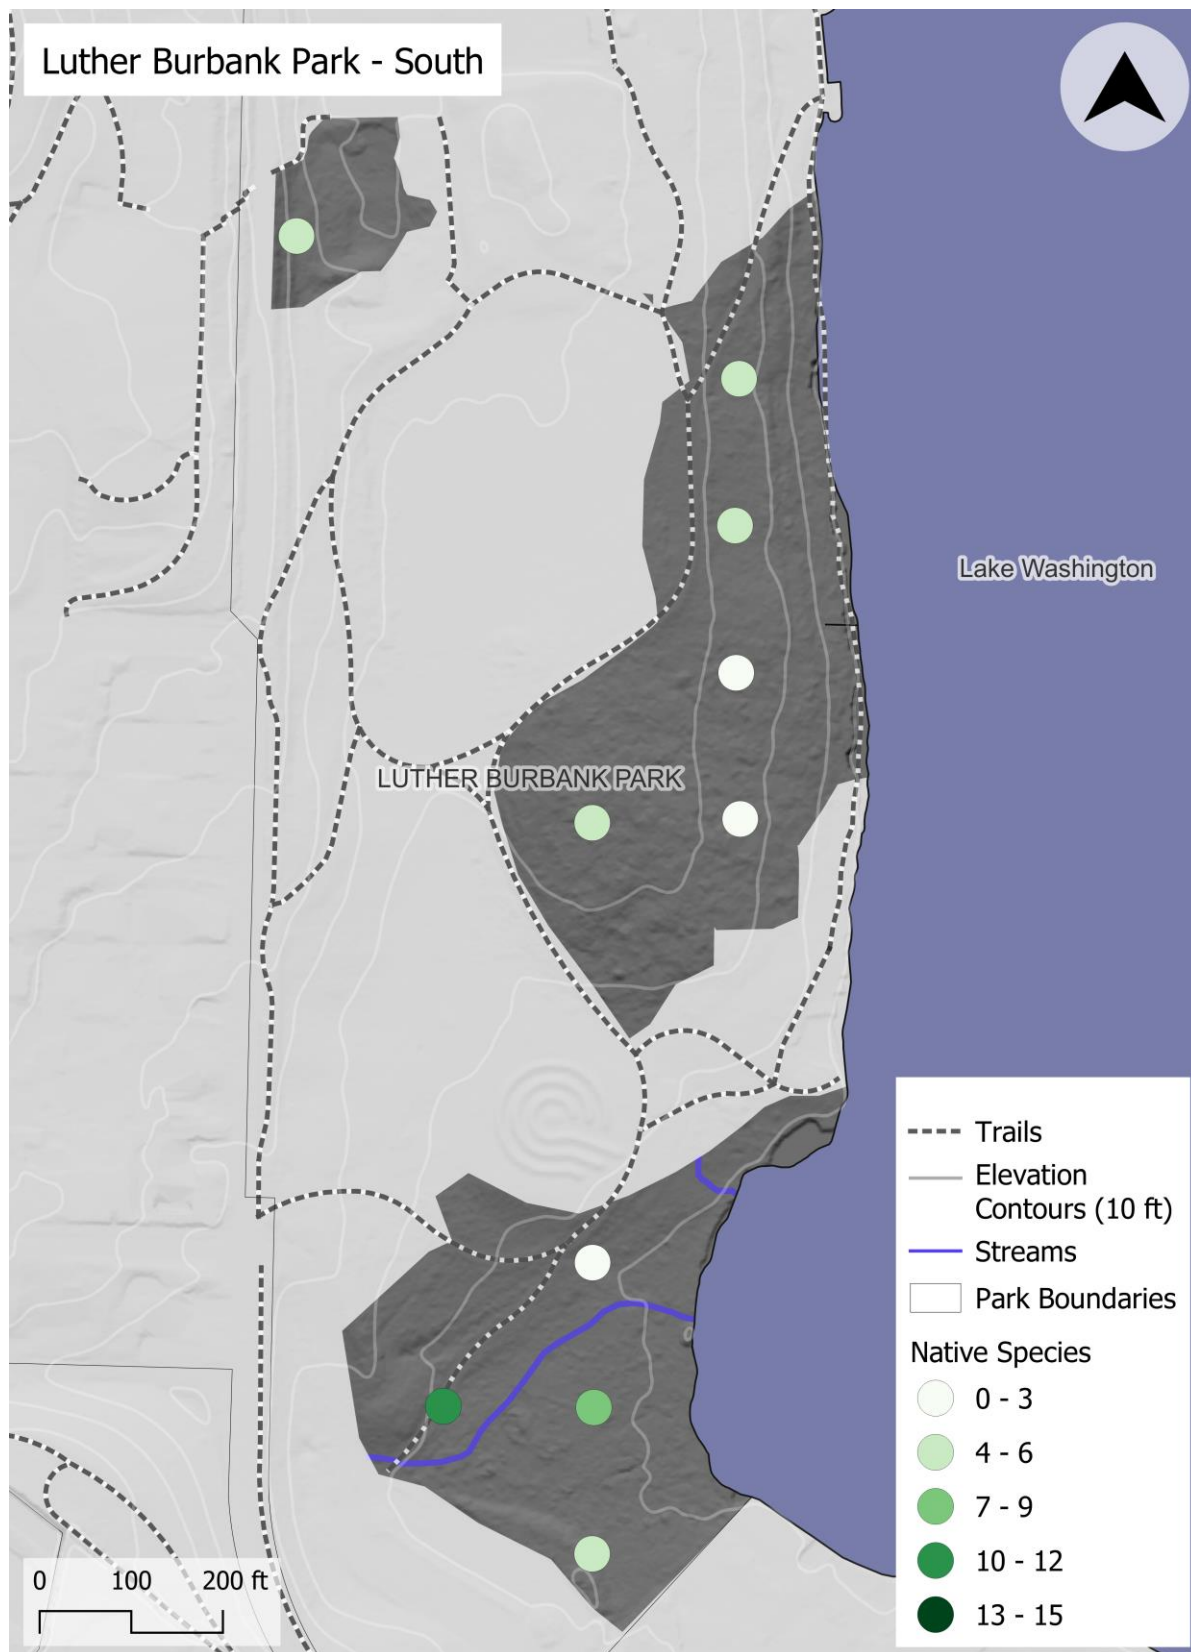 Luther Burbank Park - South
Lake Washington
LUTHER BURBANK PARK
Trails
Elevation
Contours (10 ft)
Streams
Park Boundaries
Native Species
0 - 3
4 - 6
7 - 9
10 - 12
13 - 15
0 100 200 ft